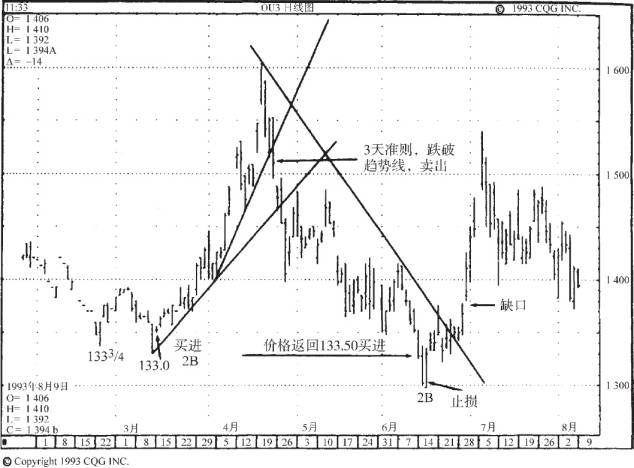 11:33
OU3 日线图
© 1993 CQG INC.
O= 1 406
H= 1 410
L= 1 392
L= 1 394A
Δ= −14
1 600
3天准则，跌破
趋势线，卖出
1 500
1 400
缺口
133 3/4
133.0
买进
2B
价格返回133.50买进
2B
止损
1 300
1993年8月9日
O= 1 406
H= 1 410
L= 1 392
C= 1 394 b
3月 4月 5月 6月 7月 8月
1 8 15 22 1 8 15 22 29 5 12 19 26 3 10 17 24 31 7 14 21 28 5 12 19 26 2 9
© Copyright 1993 CQG INC.